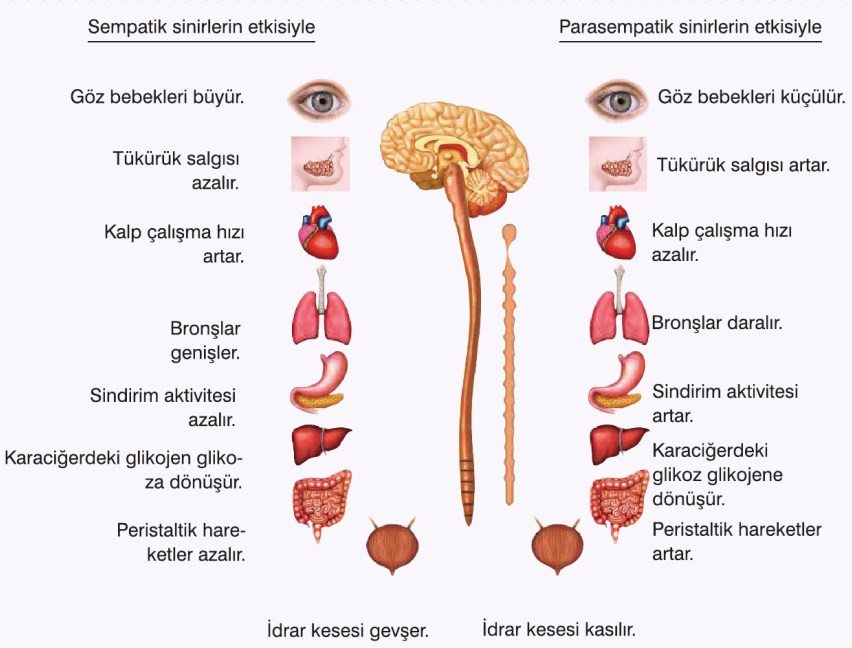 Sempatik sinirlerin etkisiyle
Göz bebekleri büyür.
Tükürük salgısı
azalır.
Kalp çalışma hızı
artar.
Bronşlar
genişler.
Sindirim aktivitesi
azalır.
Karaciğerdeki glikojen gliko-
za dönüşür.
Peristaltik hare-
ketler azalır.
İdrar kesesi gevşer.
Parasempatik sinirlerin etkisiyle
Göz bebekleri küçülür.
Tükürük salgısı artar.
Kalp çalışma hızı
azalır.
Bronşlar daralır.
Sindirim aktivitesi
artar.
Karaciğerdeki
glikoz glikojene
dönüşür.
Peristaltik hareketler
artar.
İdrar kesesi kasılır.